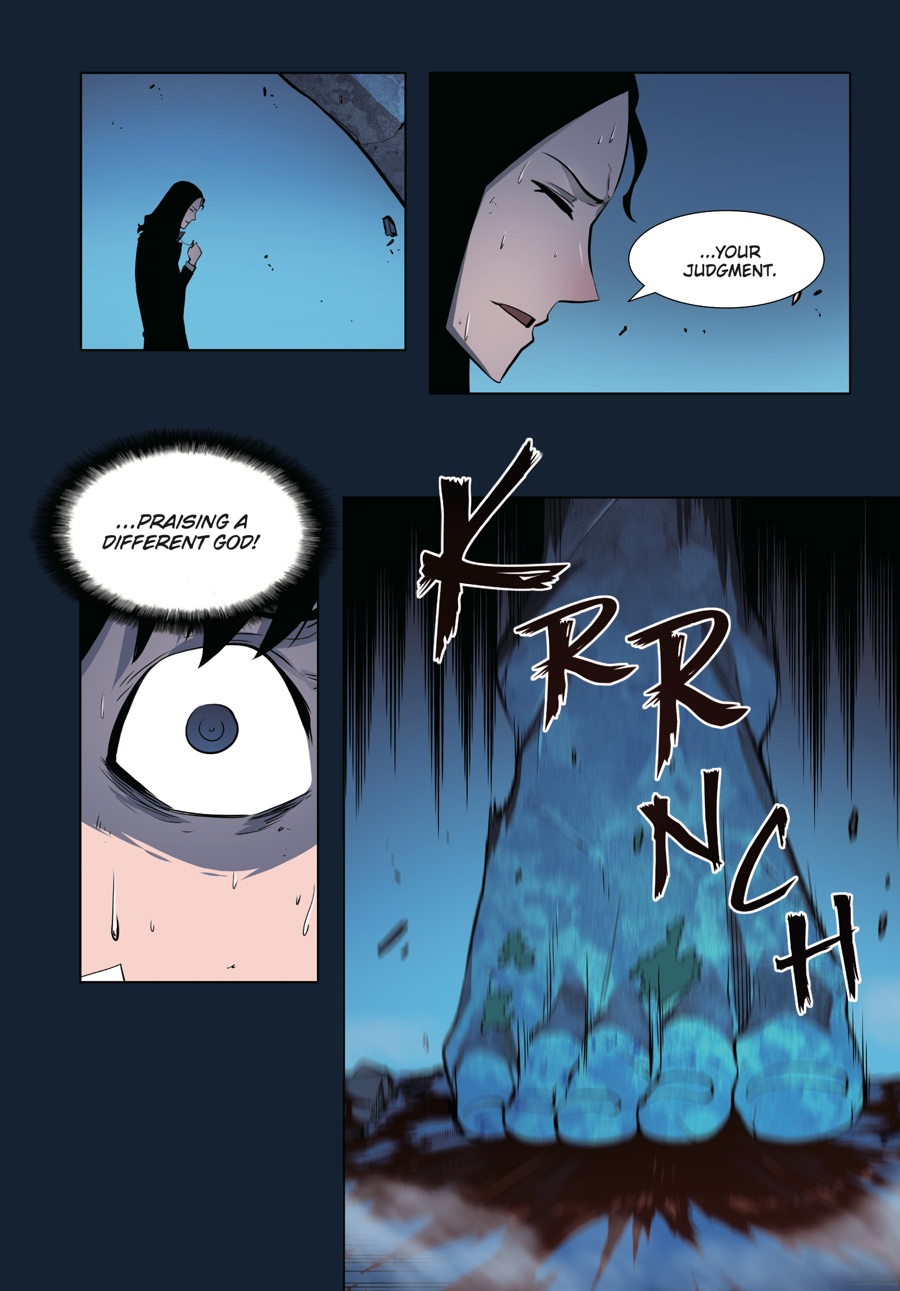 ...YOUR
JUDGMENT.
...PRAISING A
DIFFERENT GOD!
KRRNCH